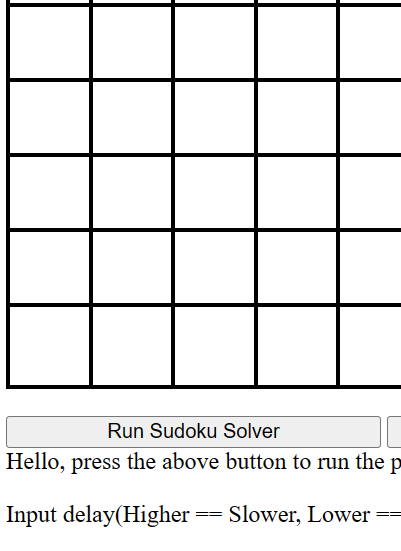 Run Sudoku Solver
Hello, press the above button to run the
Input delay(Higher == Slower, Lower ==